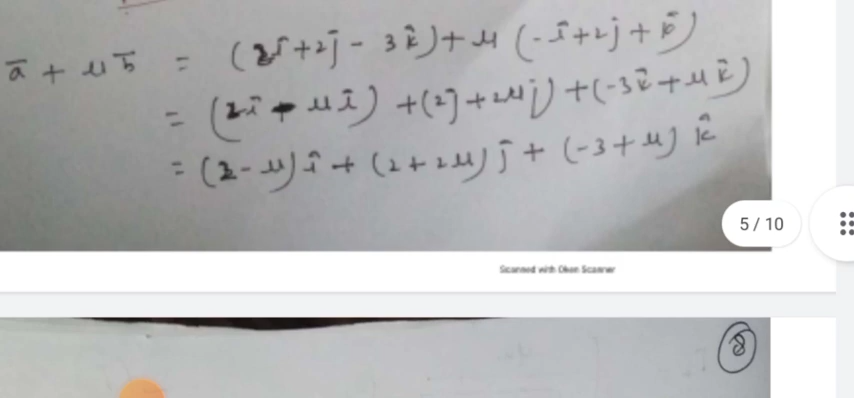 a̅ + μb̅ = (2î+2ĵ - 3k̂) + μ(-î+2ĵ + k̂)
= (2î - μî) + (2ĵ + 2μĵ) + (-3k̂ + μk̂)
= (2-μ)î + (2+2μ)ĵ + (-3+μ)k̂
5 / 10
Scanned with Oken Scanner
8